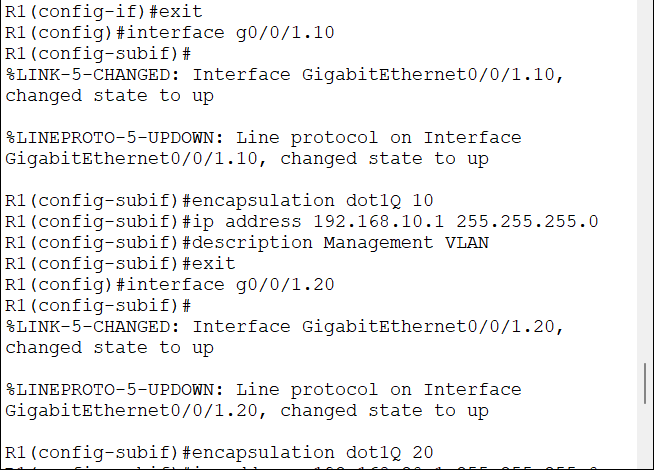 R1(config-if)#exit
R1(config)#interface g0/0/1.10
R1(config-subif)#
%LINK-5-CHANGED: Interface GigabitEthernet0/0/1.10,
changed state to up
%LINEPROTO-5-UPDOWN: Line protocol on Interface
GigabitEthernet0/0/1.10, changed state to up
R1(config-subif)#encapsulation dot1Q 10
R1(config-subif)#ip address 192.168.10.1 255.255.255.0
R1(config-subif)#description Management VLAN
R1(config-subif)#exit
R1(config)#interface g0/0/1.20
R1(config-subif)#
%LINK-5-CHANGED: Interface GigabitEthernet0/0/1.20,
changed state to up
%LINEPROTO-5-UPDOWN: Line protocol on Interface
GigabitEthernet0/0/1.20, changed state to up
R1(config-subif)#encapsulation dot1Q 20